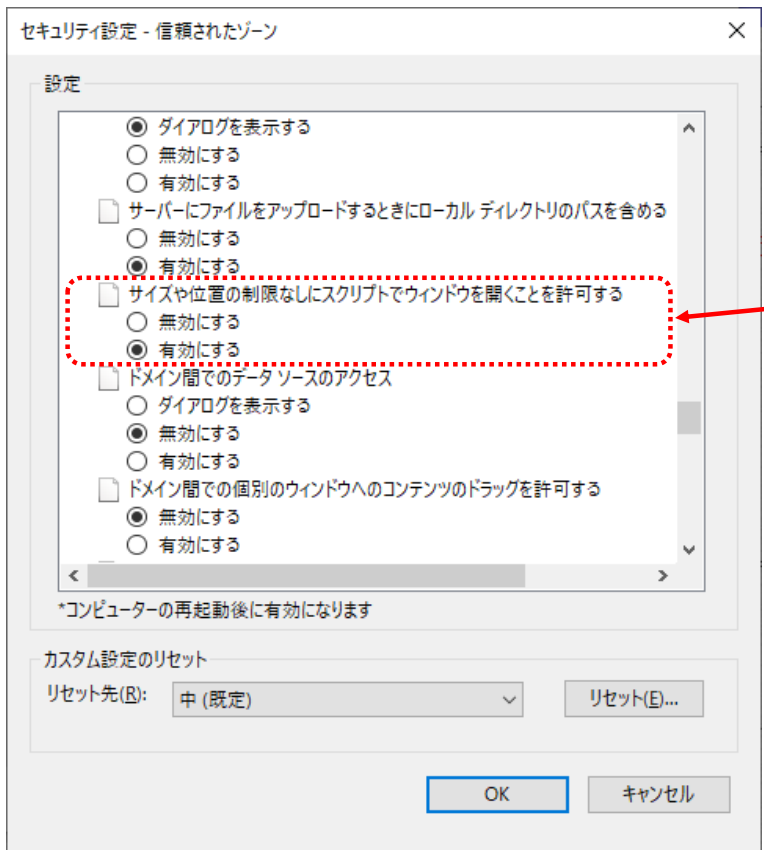 セキュリティ設定 - 信頼されたゾーン
設定
ダイアログを表示する
無効にする
有効にする
サーバーにファイルをアップロードするときにローカル ディレクトリのパスを含める
無効にする
有効にする
サイズや位置の制限なしにスクリプトでウィンドウを開くことを許可する
無効にする
有効にする
ドメイン間でのデータ ソースのアクセス
ダイアログを表示する
無効にする
有効にする
ドメイン間での個別のウィンドウへのコンテンツのドラッグを許可する
無効にする
有効にする
*コンピューターの再起動後に有効になります
カスタム設定のリセット
リセット先(R): 中 (既定) リセット(E)...
OK キャンセル